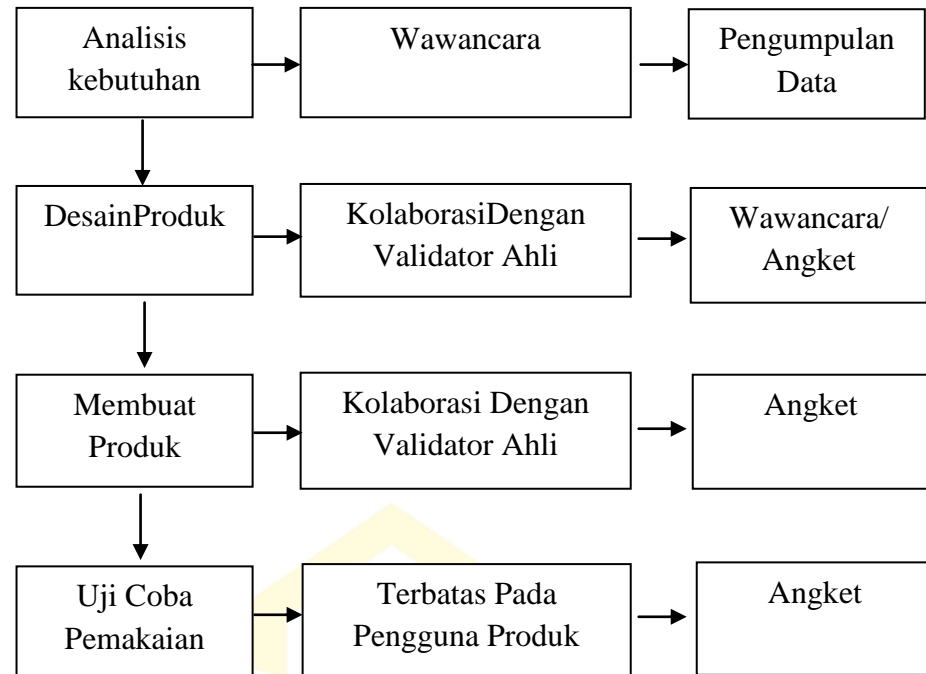 Analisis
kebutuhan
Wawancara
Pengumpulan
Data
DesainProduk
KolaborasiDengan
Validator Ahli
Wawancara/
Angket
Membuat
Produk
Kolaborasi Dengan
Validator Ahli
Angket
Uji Coba
Pemakaian
Terbatas Pada
Pengguna Produk
Angket